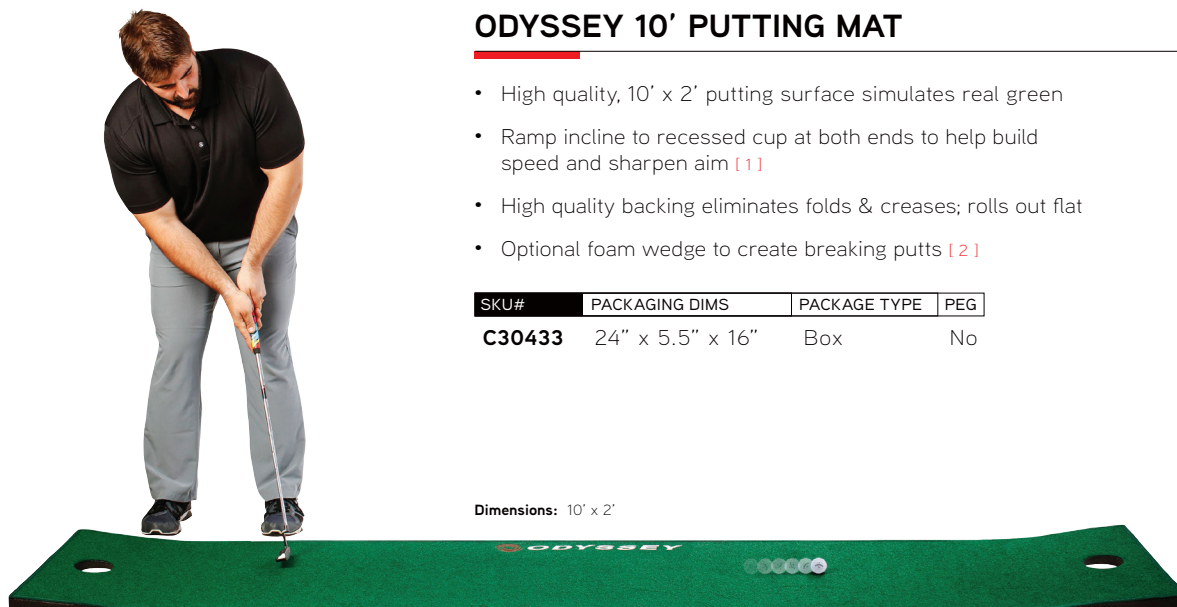 ODYSSEY 10’ PUTTING MAT
• High quality, 10’ x 2’ putting surface simulates real green
• Ramp incline to recessed cup at both ends to help build
speed and sharpen aim [ 1 ]
• High quality backing eliminates folds & creases; rolls out flat
• Optional foam wedge to create breaking putts [ 2 ]
SKU# PACKAGING DIMS PACKAGE TYPE PEG
C30433 24” x 5.5” x 16” Box No
Dimensions: 10’ x 2’
ODYSSEY